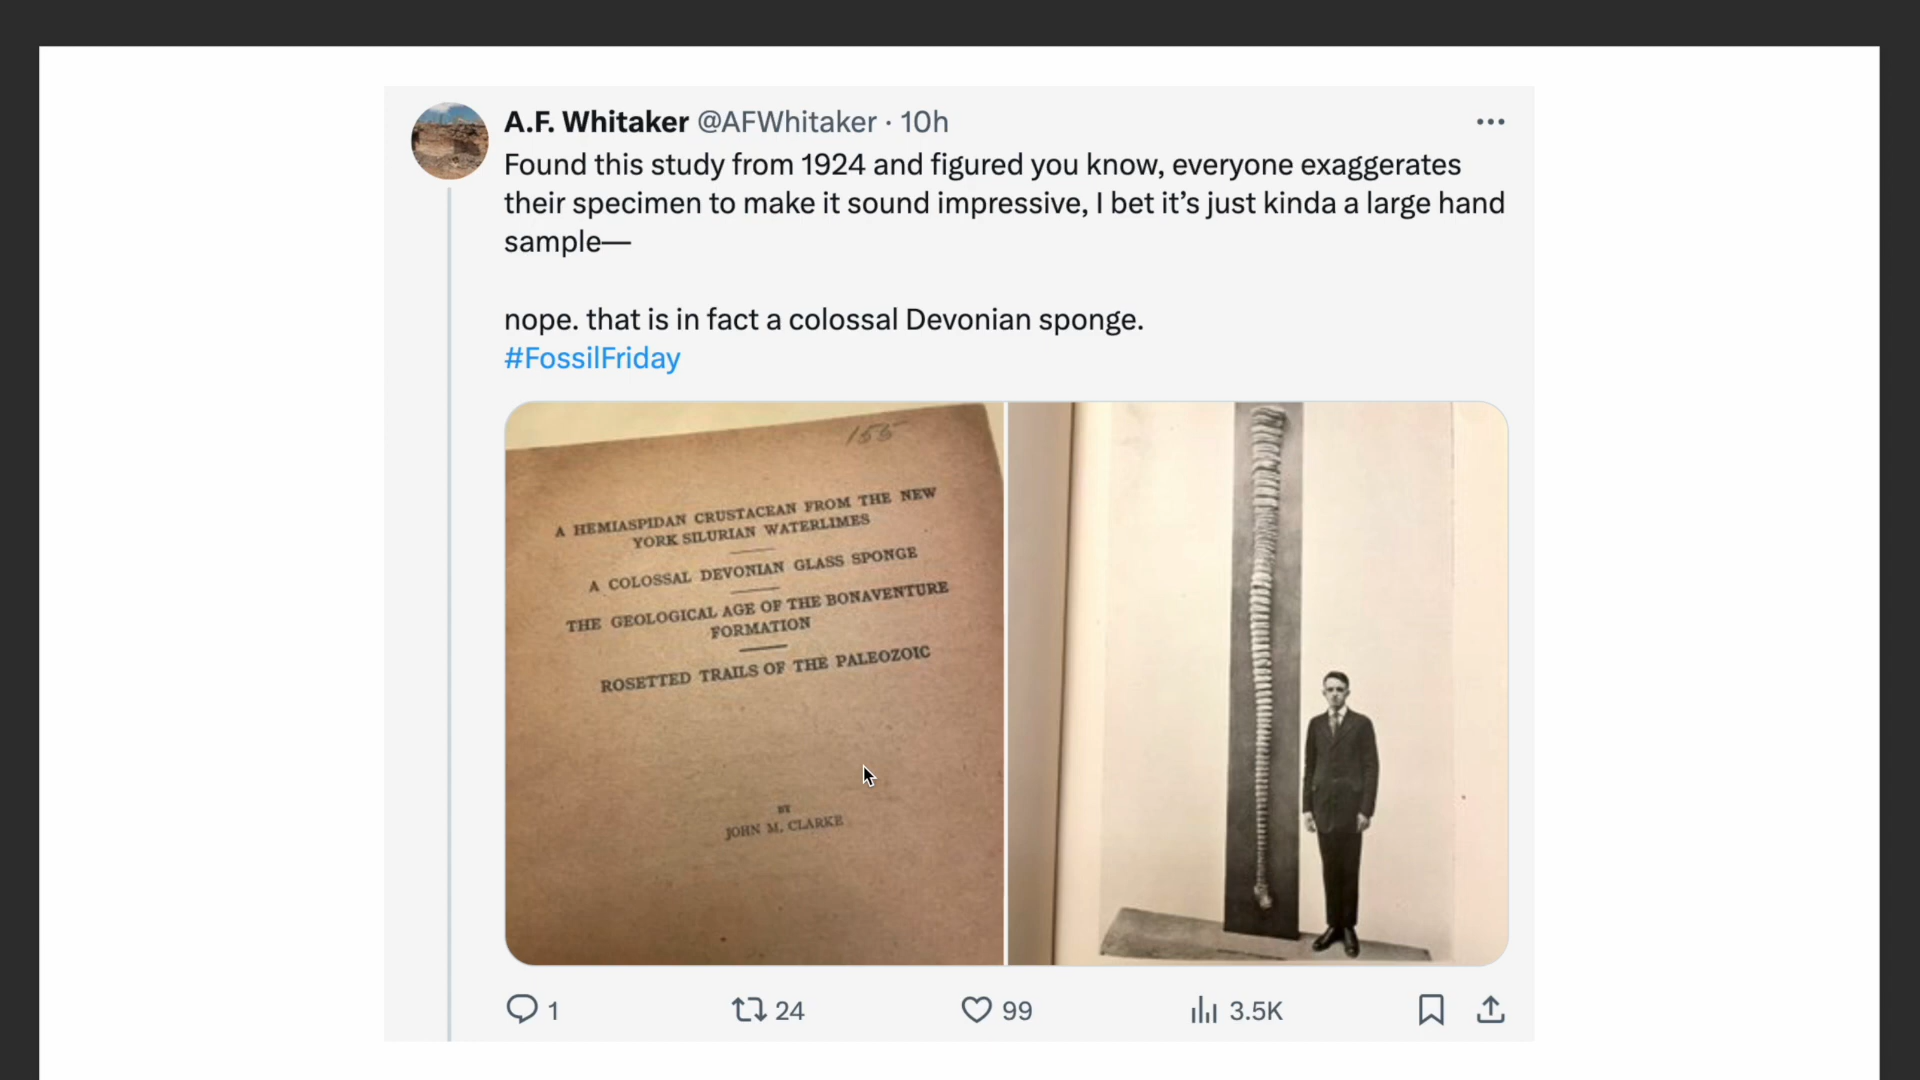 A.F. Whitaker @AFWhitaker · 10h
Found this study from 1924 and figured you know, everyone exaggerates
their specimen to make it sound impressive, I bet it’s just kinda a large hand
sample—
nope. that is in fact a colossal Devonian sponge.
#FossilFriday
155
A HEMIASPIDAN CRUSTACEAN FROM THE NEW
YORK SILURIAN WATERLIMES
A COLOSSAL DEVONIAN GLASS SPONGE
THE GEOLOGICAL AGE OF THE BONAVENTURE
FORMATION
ROSETTED TRAILS OF THE PALEOZOIC
BY
JOHN M. CLARKE
1 24 99 3.5K